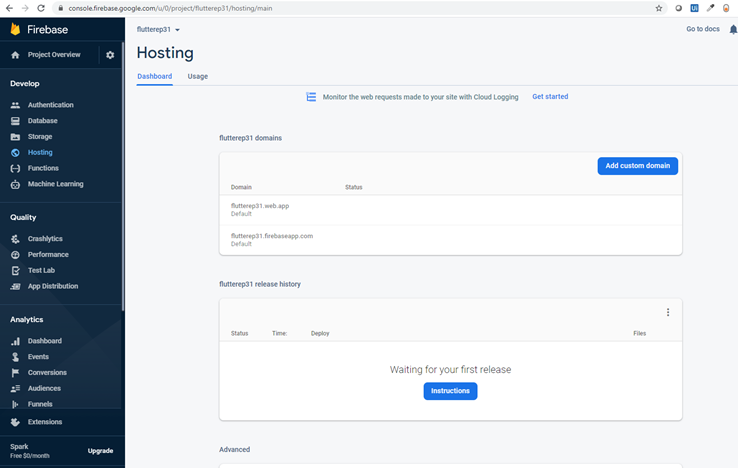 console.firebase.google.com/u/0/project/flutterep31/hosting/main
Firebase
flutterep31
Go to docs
Project Overview
Hosting
Dashboard
Usage
Monitor the web requests made to your site with Cloud Logging
Get started
Develop
Authentication
Database
Storage
Hosting
Functions
Machine Learning
Quality
Crashlytics
Performance
Test Lab
App Distribution
Analytics
Dashboard
Events
Conversions
Audiences
Funnels
Extensions
Spark
Free $0/month
Upgrade
flutterep31 domains
Add custom domain
Domain
Status
flutterep31.web.app
Default
flutterep31.firebaseapp.com
Default
flutterep31 release history
Status
Time:
Deploy
Files
Waiting for your first release
Instructions
Advanced